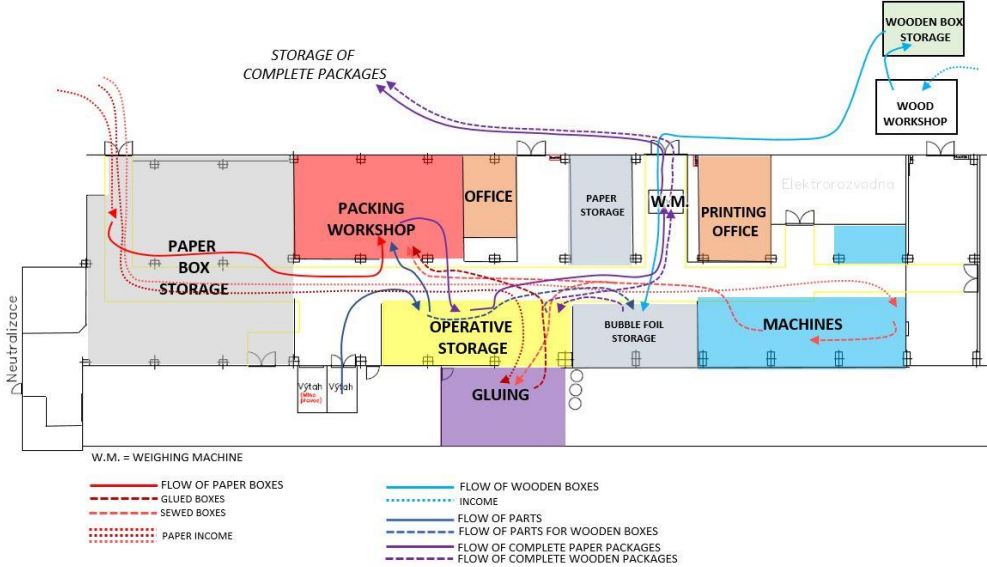 WOODEN BOX
STORAGE
STORAGE OF
COMPLETE PACKAGES
WOOD
WORKSHOP
OFFICE
PACKING
WORKSHOP
PAPER
STORAGE
W.M.
PRINTING
OFFICE
Elektrorozvodna
PAPER
BOX
STORAGE
Neutralizace
OPERATIVE
STORAGE
BUBBLE FOIL
STORAGE
MACHINES
Výtah
Výtah
GLUING
W.M. = WEIGHING MACHINE
FLOW OF PAPER BOXES
GLUED BOXES
SEWED BOXES
PAPER INCOME
FLOW OF WOODEN BOXES
INCOME
FLOW OF PARTS
FLOW OF PARTS FOR WOODEN BOXES
FLOW OF COMPLETE PAPER PACKAGES
FLOW OF COMPLETE WOODEN PACKAGES